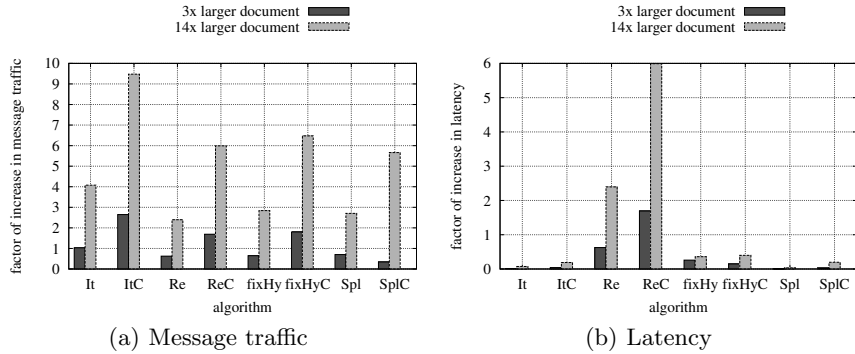 3x larger document
14x larger document
factor of increase in message traffic
10
9
8
7
6
5
4
3
2
1
0
It ItC Re ReC fixHy fixHyC Spl SplC
algorithm
(a) Message traffic
3x larger document
14x larger document
factor of increase in latency
6
5
4
3
2
1
0
It ItC Re ReC fixHy fixHyC Spl SplC
algorithm
(b) Latency